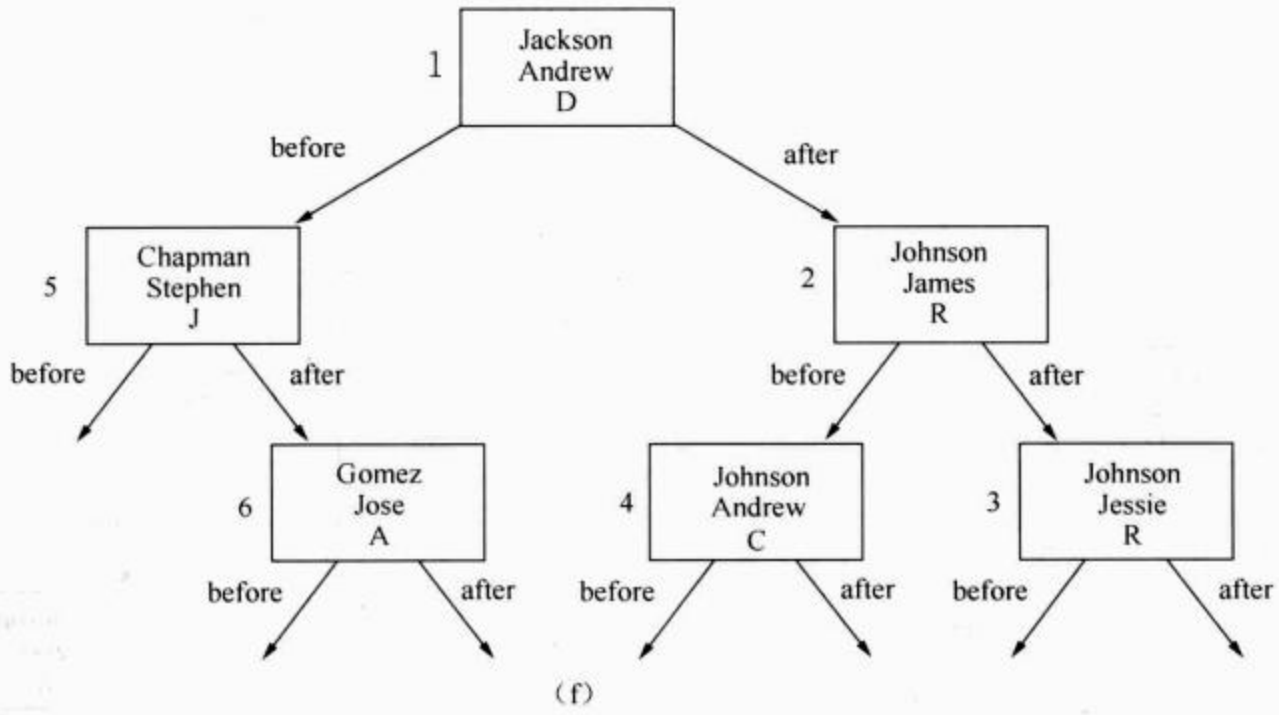 1
Jackson
Andrew
D
before
after
5
Chapman
Stephen
J
2
Johnson
James
R
before
after
before
after
6
Gomez
Jose
A
4
Johnson
Andrew
C
3
Johnson
Jessie
R
before
after
before
after
before
after
(f)